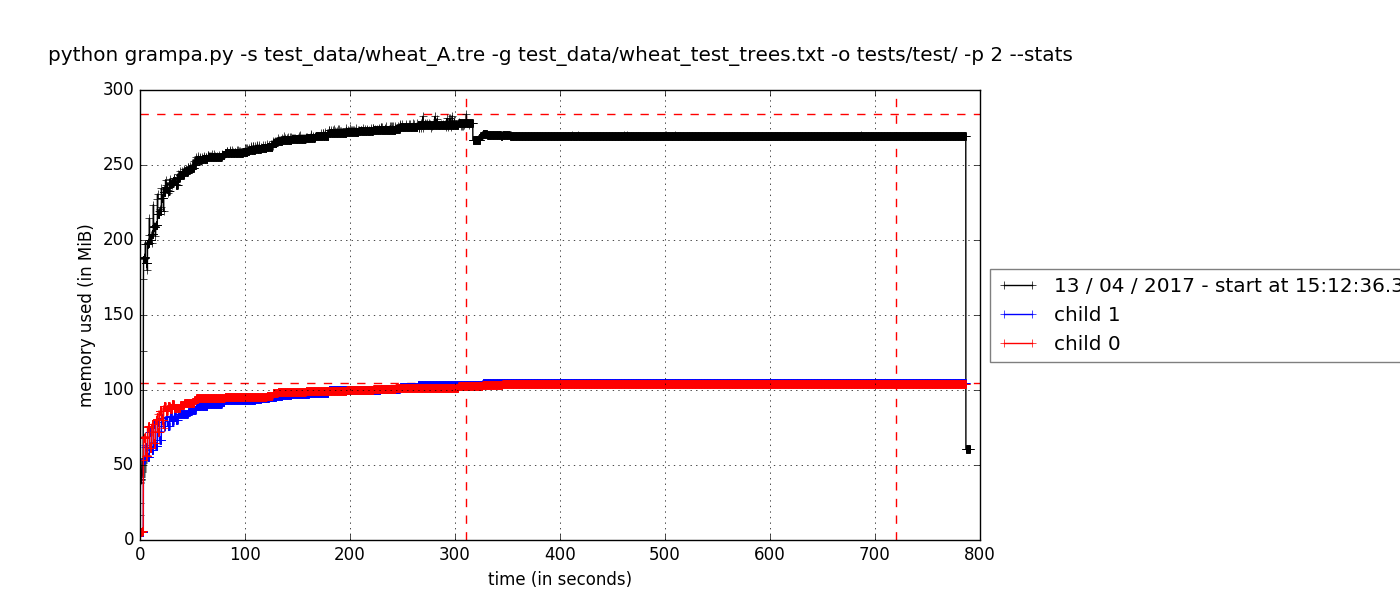 python grampa.py -s test_data/wheat_A.tre -g test_data/wheat_test_trees.txt -o tests/test/ -p 2 --stats
300
250
200
150
100
50
0
memory used (in MiB)
0 100 200 300 400 500 600 700 800
time (in seconds)
13 / 04 / 2017 - start at 15:12:36.3
child 1
child 0